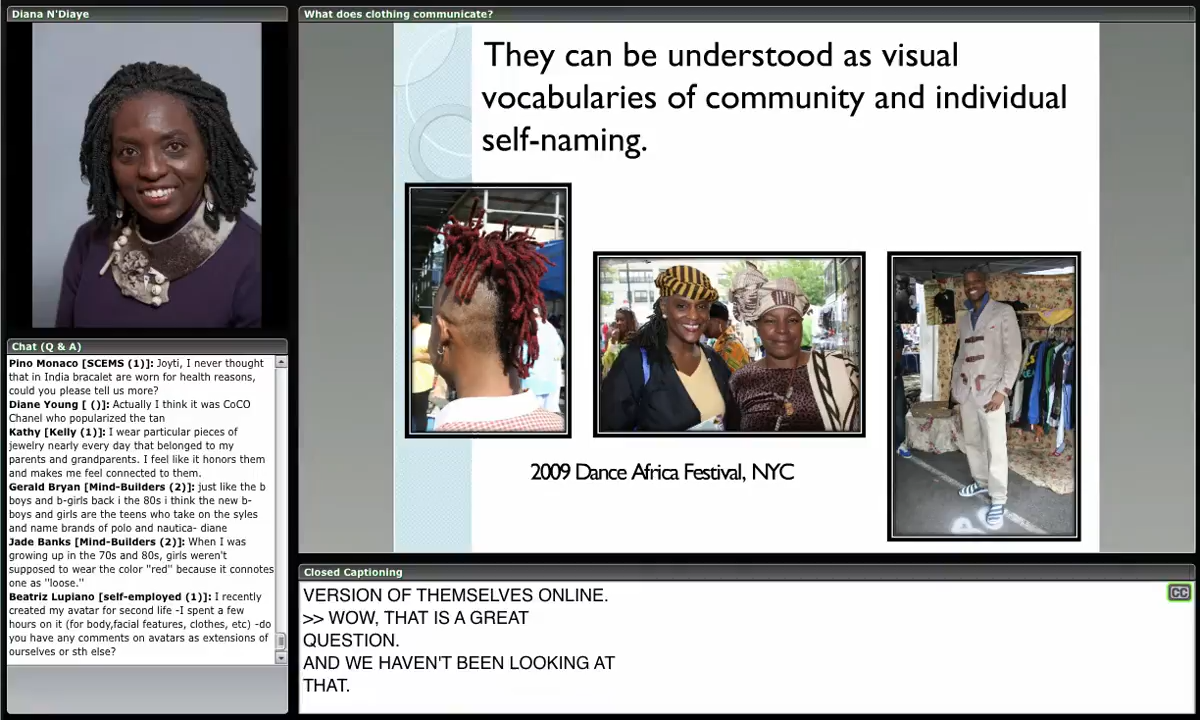 Diana N'Diaye
Chat (Q & A)
Pino Monaco [SCEMS (1)]: Joyti, I never thought
that in India bracelet are worn for health reasons,
could you please tell us more?
Diane Young [ ()]: Actually I think it was CoCO
Chanel who popularized the tan
Kathy [Kelly (1)]: I wear particular pieces of
jewelry nearly every day that belonged to my
parents and grandparents. I feel like it honors them
and makes me feel connected to them.
Gerald Bryan [Mind-Builders (2)]: just like the b
boys and b-girls back i the 80s i think the new b-
boys and girls are the teens who take on the syles
and name brands of polo and nautica- diane
Jade Banks [Mind-Builders (2)]: When I was
growing up in the 70s and 80s, girls weren't
supposed to wear the color "red" because it connotes
one as "loose."
Beatriz Lupiano [self-employed (1)]: I recently
created my avatar for second life -I spent a few
hours on it (for body,facial features, clothes, etc) -do
you have any comments on avatars as extensions of
ourselves or sth else?
What does clothing communicate?
They can be understood as visual
vocabularies of community and individual
self-naming.
2009 Dance Africa Festival, NYC
Closed Captioning
VERSION OF THEMSELVES ONLINE.
>> WOW, THAT IS A GREAT
QUESTION.
AND WE HAVEN'T BEEN LOOKING AT
THAT.
CC